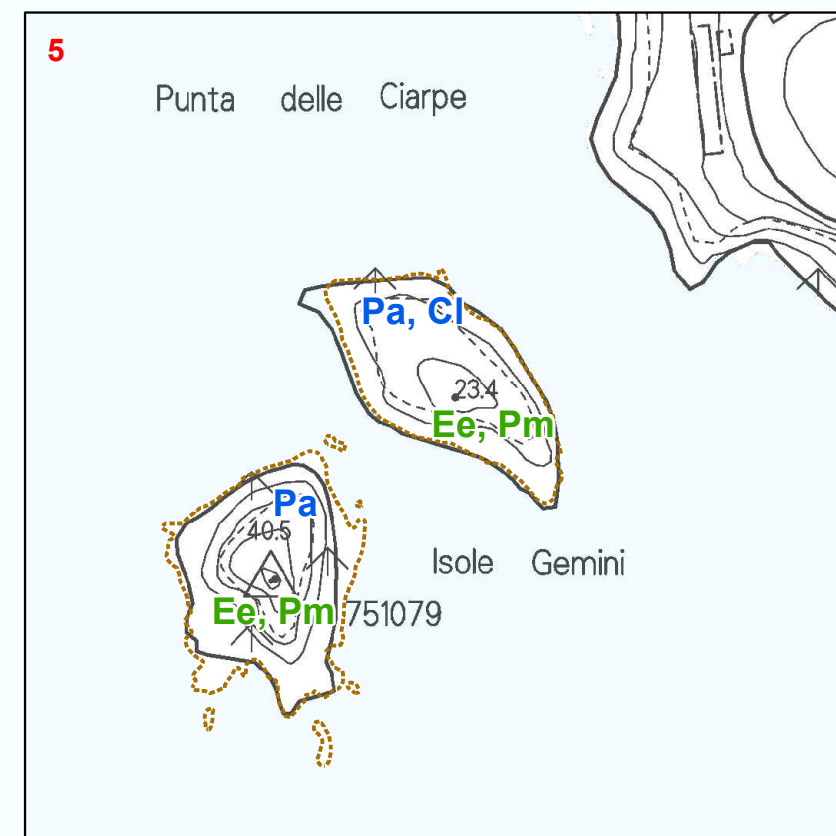 5
Punta delle Ciarpe
Pa, Cl
23.4
Ee, Pm
Pa
40.5
Isole Gemini
Ee, Pm
751079